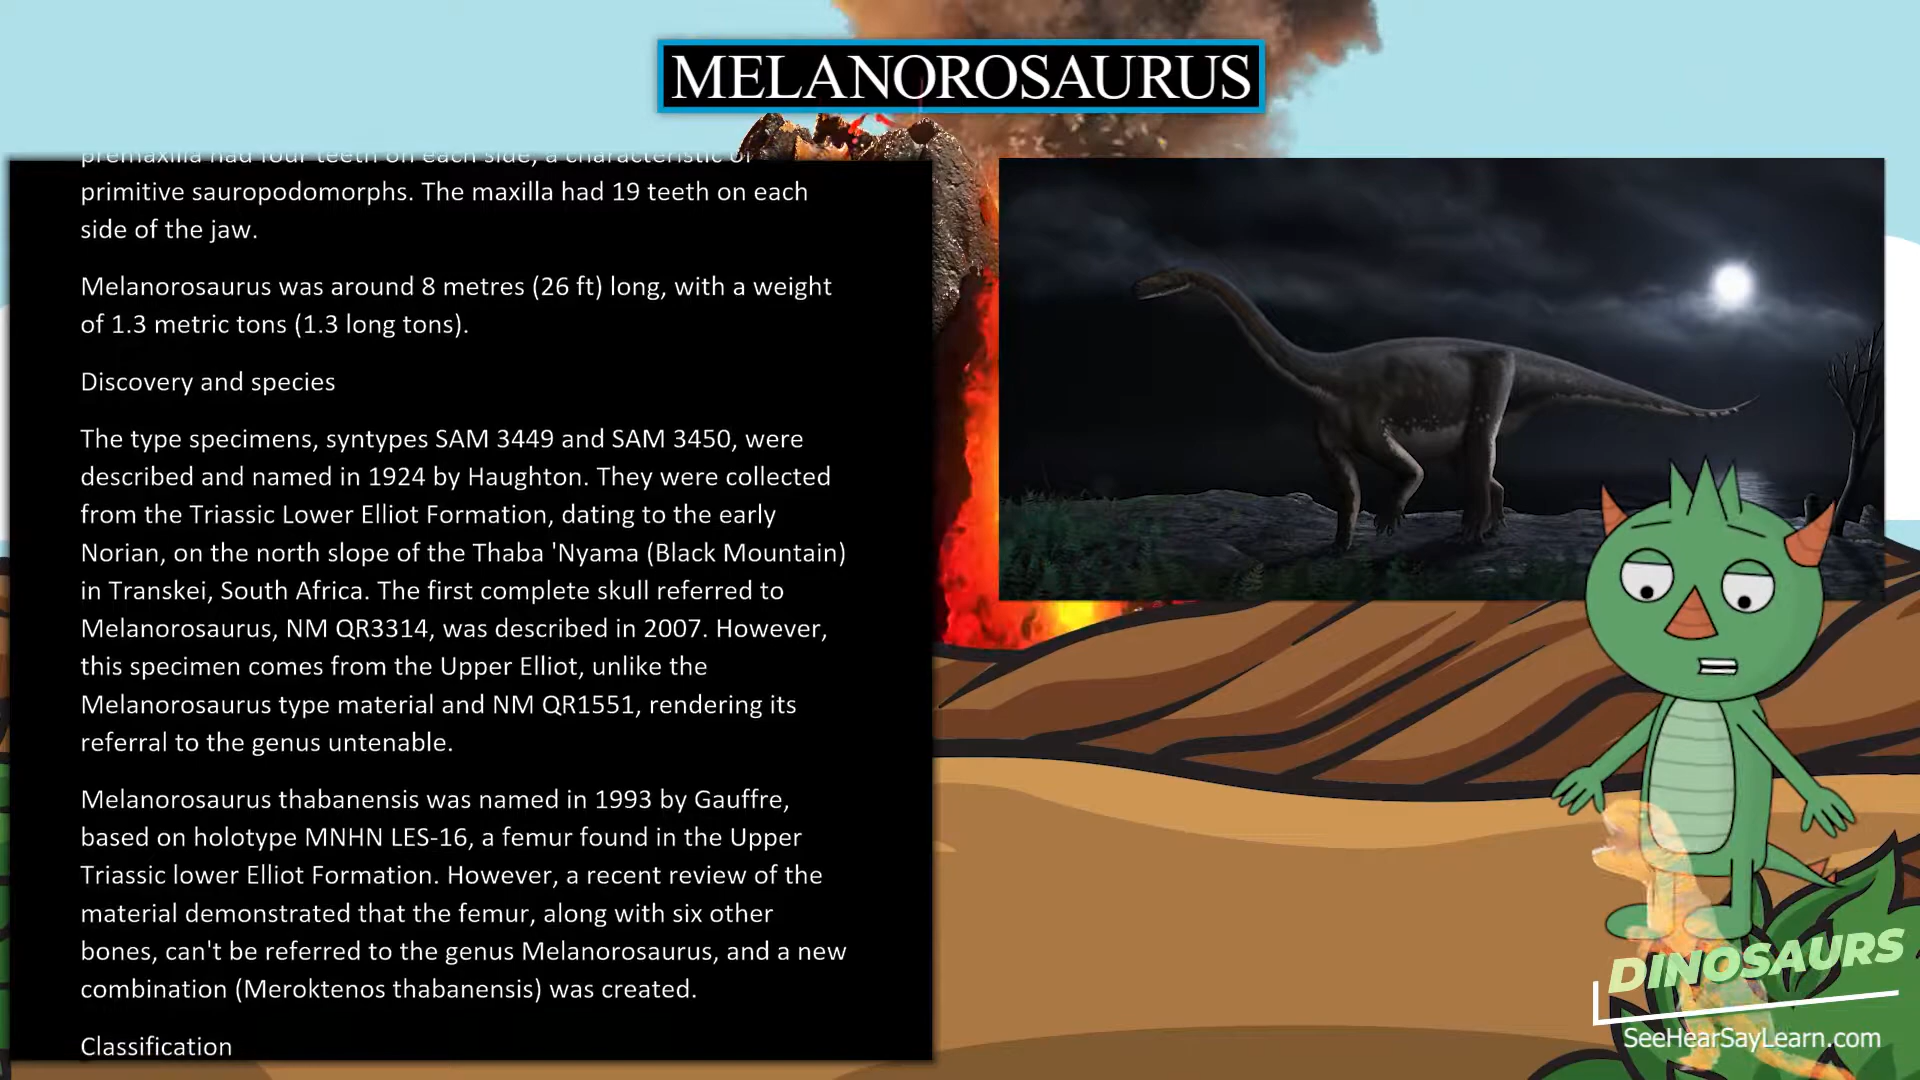 MELANOROSAURUS
premaxilla had four teeth on each side, a characteristic of
primitive sauropodomorphs. The maxilla had 19 teeth on each
side of the jaw.
Melanorosaurus was around 8 metres (26 ft) long, with a weight
of 1.3 metric tons (1.3 long tons).
Discovery and species
The type specimens, syntypes SAM 3449 and SAM 3450, were
described and named in 1924 by Haughton. They were collected
from the Triassic Lower Elliot Formation, dating to the early
Norian, on the north slope of the Thaba 'Nyama (Black Mountain)
in Transkei, South Africa. The first complete skull referred to
Melanorosaurus, NM QR3314, was described in 2007. However,
this specimen comes from the Upper Elliot, unlike the
Melanorosaurus type material and NM QR1551, rendering its
referral to the genus untenable.
Melanorosaurus thabanensis was named in 1993 by Gauffre,
based on holotype MNHN LES-16, a femur found in the Upper
Triassic lower Elliot Formation. However, a recent review of the
material demonstrated that the femur, along with six other
bones, can't be referred to the genus Melanorosaurus, and a new
combination (Meroktenos thabanensis) was created.
Classification
DINOSAURS
SeeHearSayLearn.com